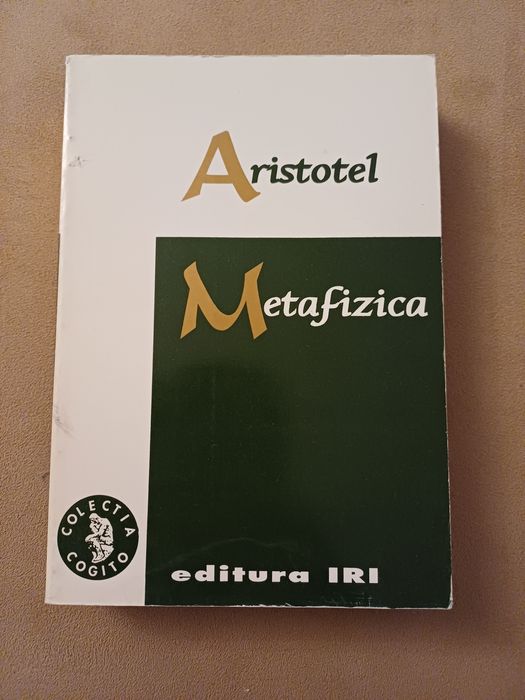 Aristotel
Metafizica
COLECTIA
COGITO
editura IRI